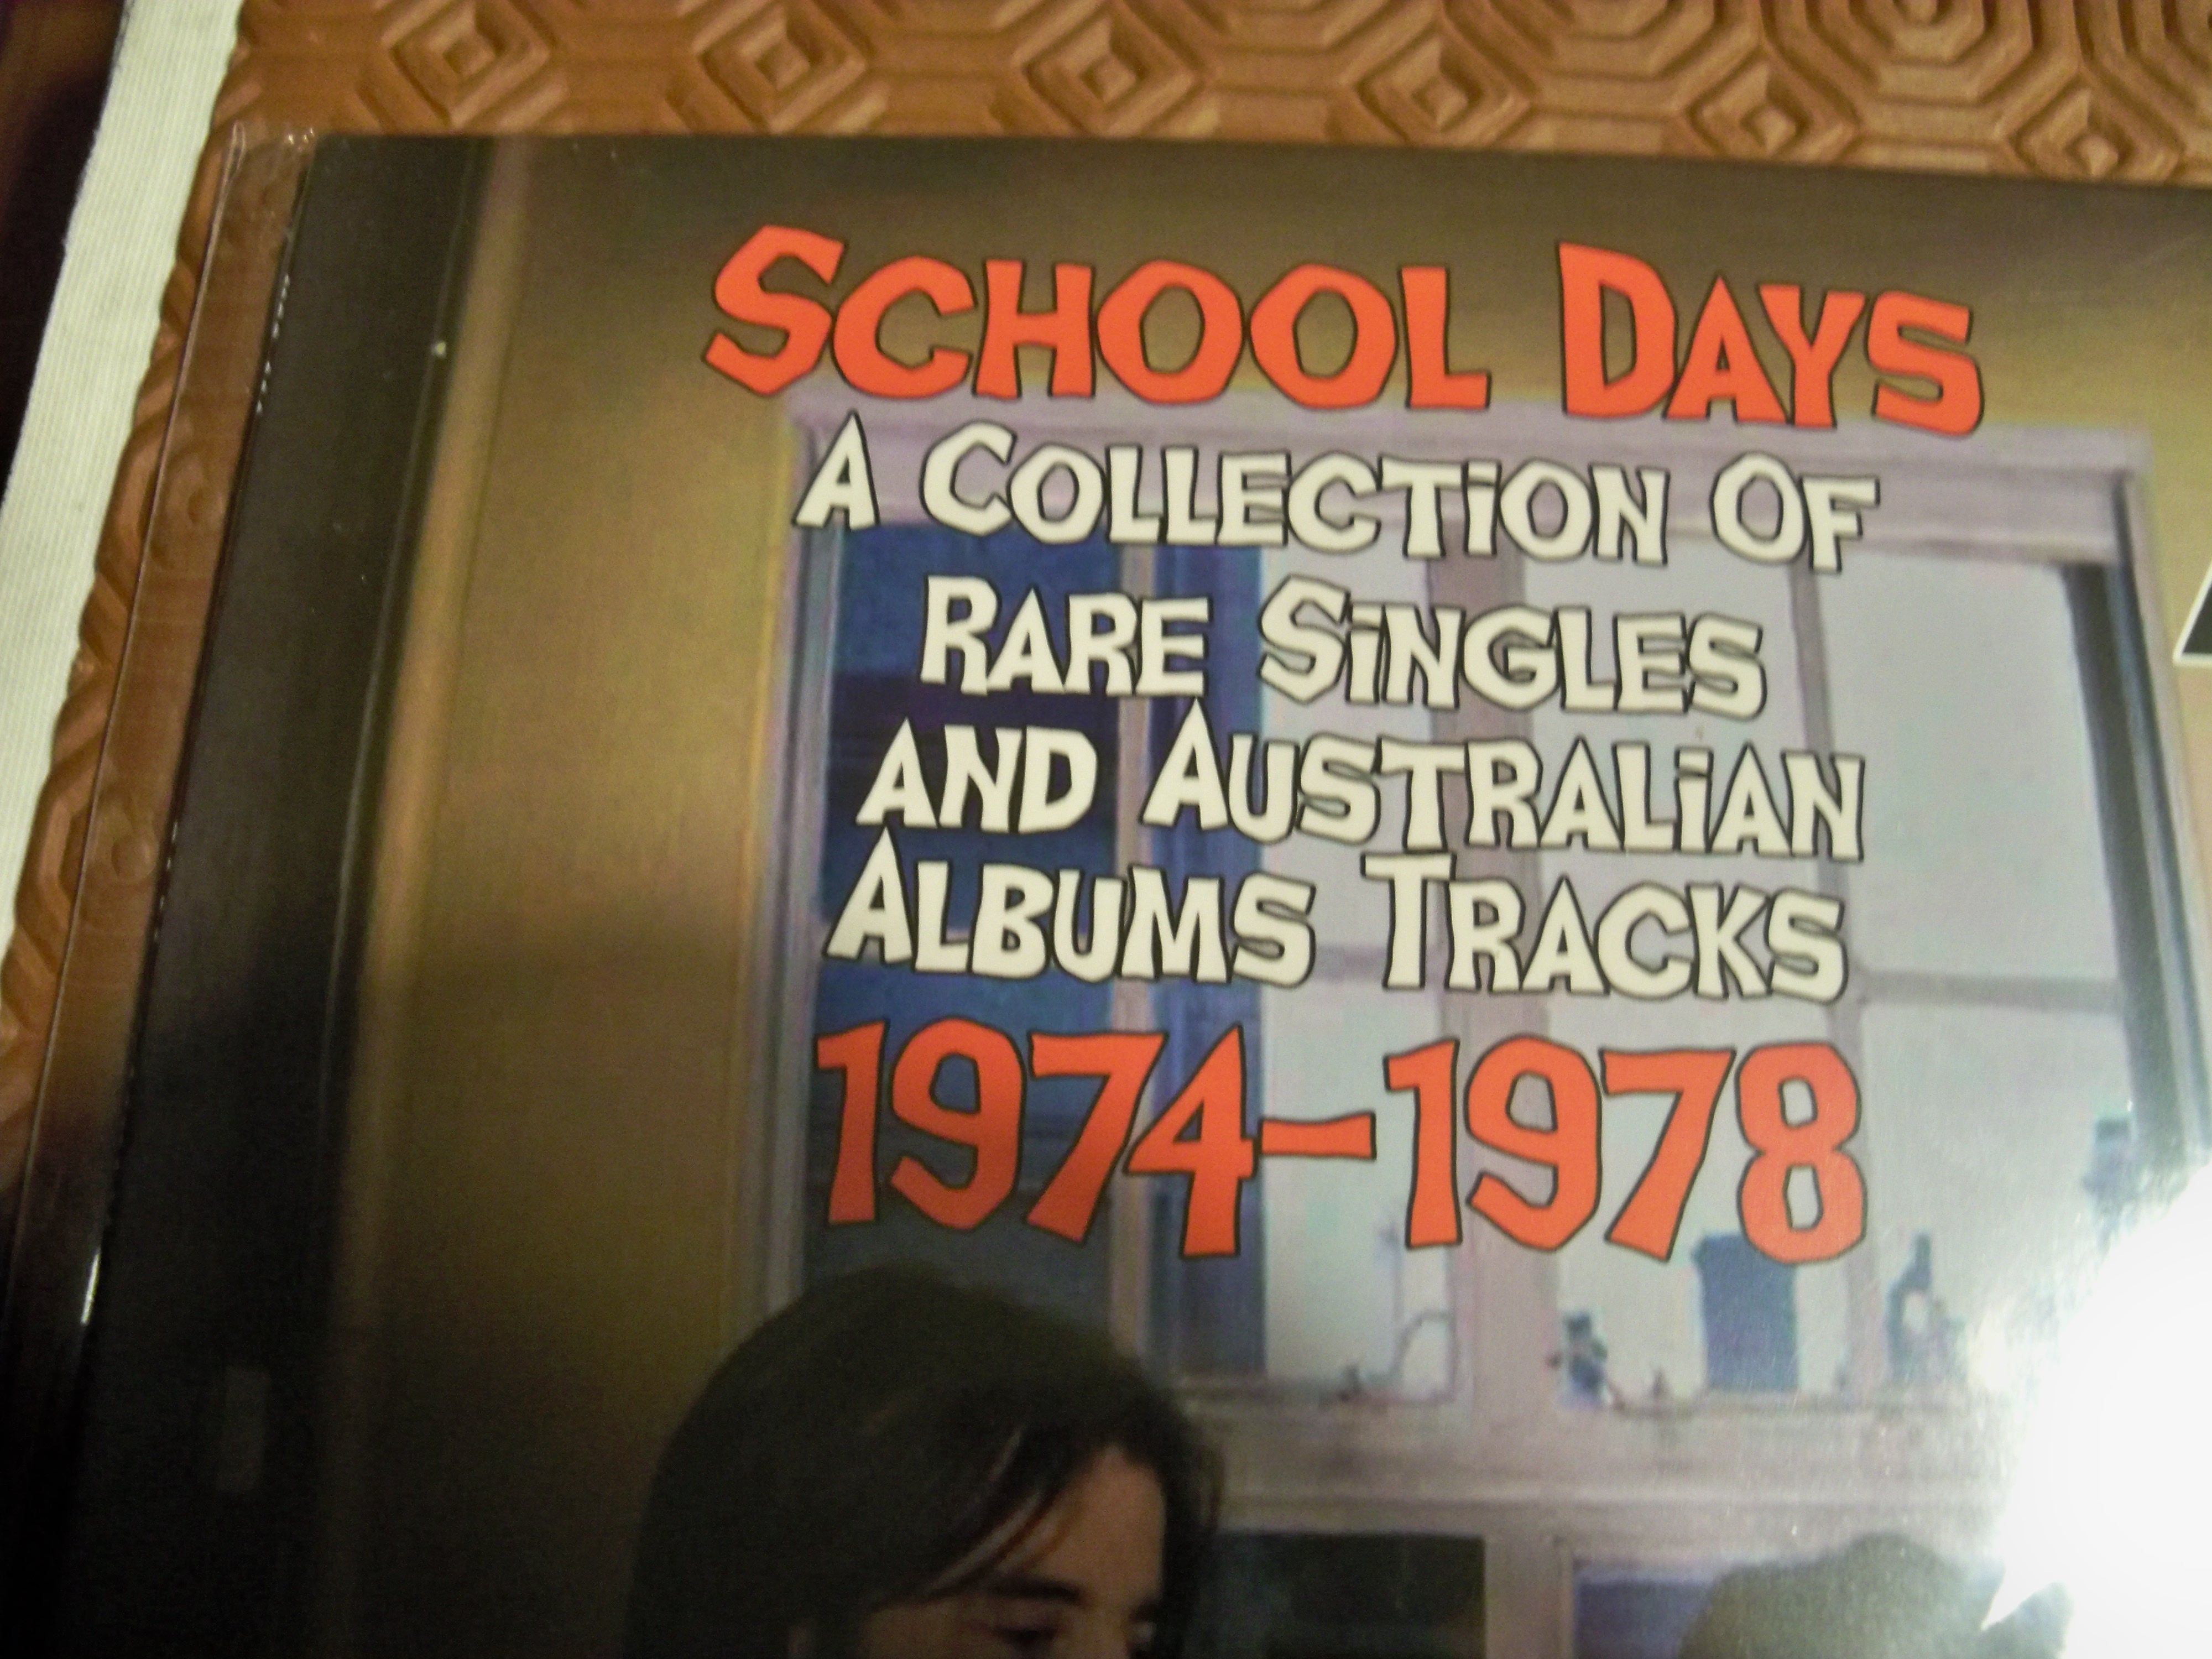 SCHOOL DAYS
A COLLECTION OF
RARE SINGLES
AND AUSTRALIAN
ALBUMS TRACKS
1974-1978